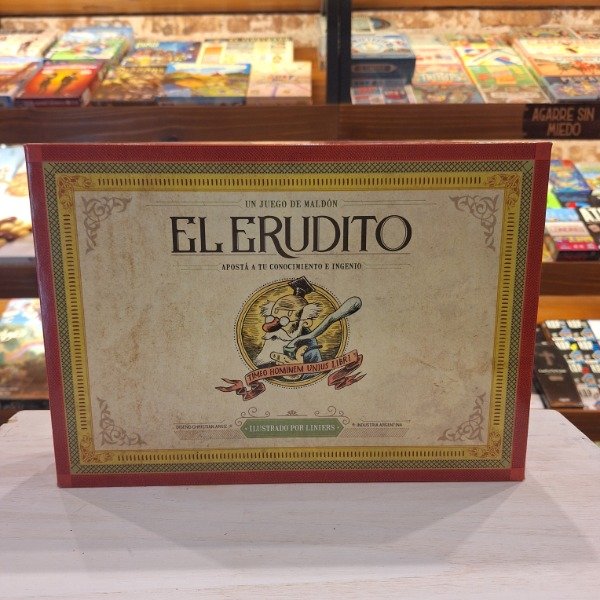 AGARRE SIN
MIEDO
UN JUEGO DE MALDÓN
EL ERUDITO
APOSTÁ A TU CONOCIMIENTO E INGENIO
TIMEO HOMINEM UNIUS LIBRI
ILUSTRADO POR LINIERS
INDUSTRIA ARGENTINA